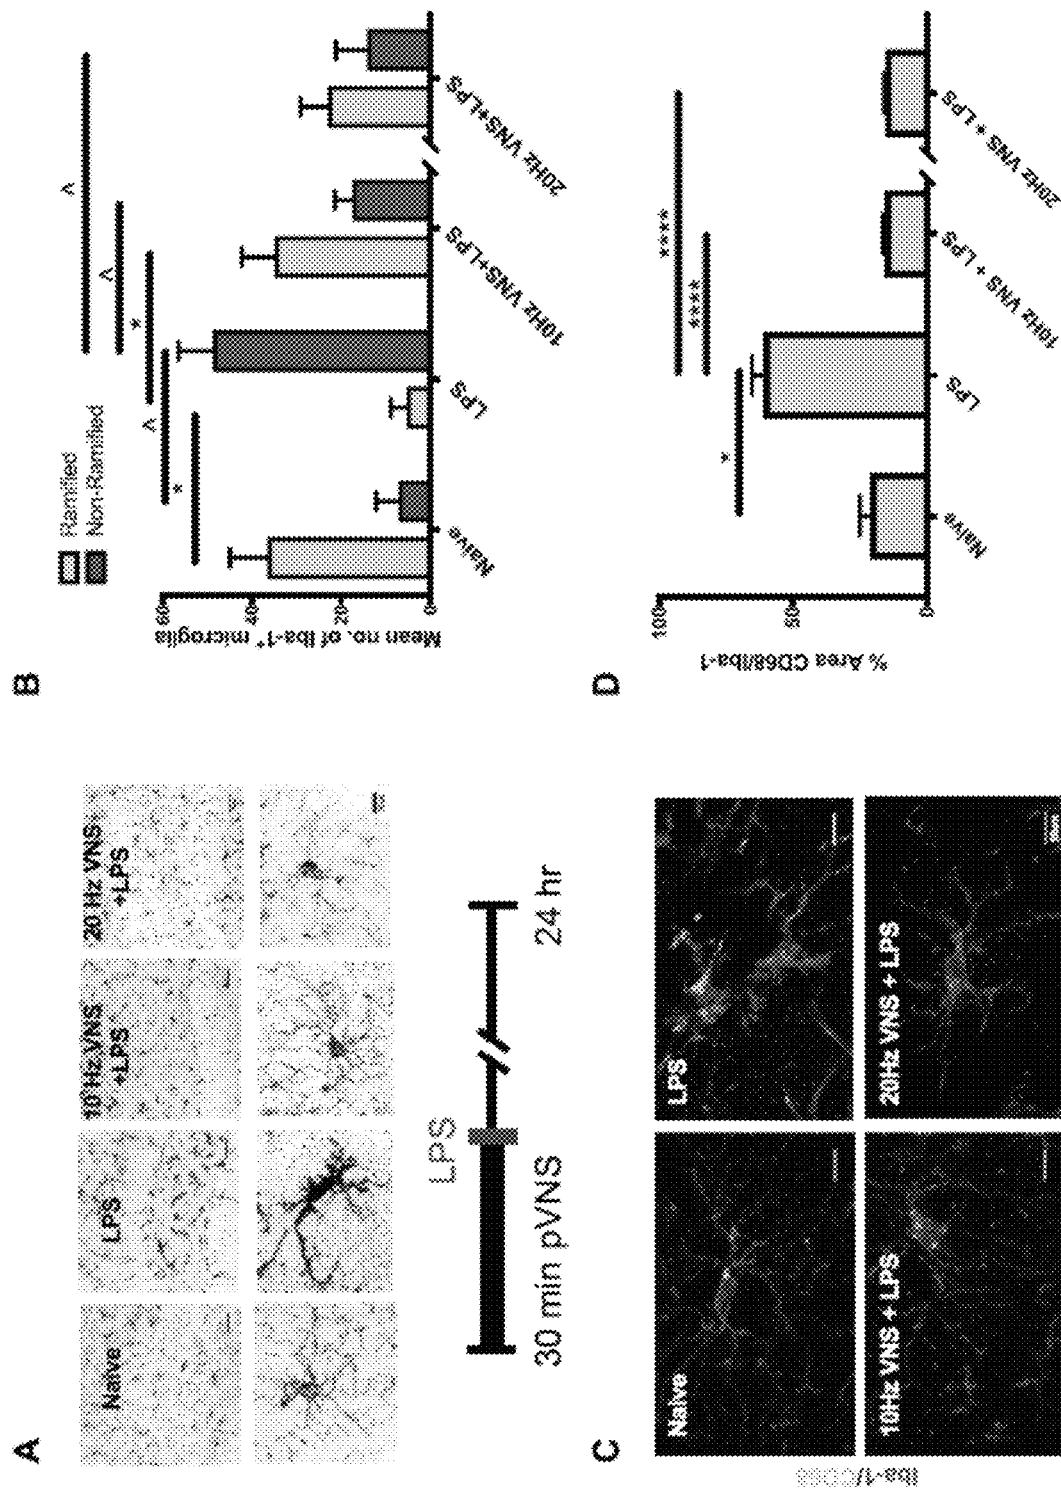 A
Naive
LPS
10 Hz VNS
+LPS
20 Hz VNS
+LPS
LPS
30 min pVNS
24 hr
B
Ramified
Non-Ramified
Mean no. of Iba-1+ microglia
60
40
20
0
*
^
*
^
^
Naive
LPS
10Hz VNS+LPS
20Hz VNS+LPS
C
Iba-1/CD68
Naive
LPS
10Hz VNS + LPS
20Hz VNS + LPS
D
% Area CD68/Iba-1
100
50
0
*
****
****
Naive
LPS
10Hz VNS + LPS
20Hz VNS + LPS